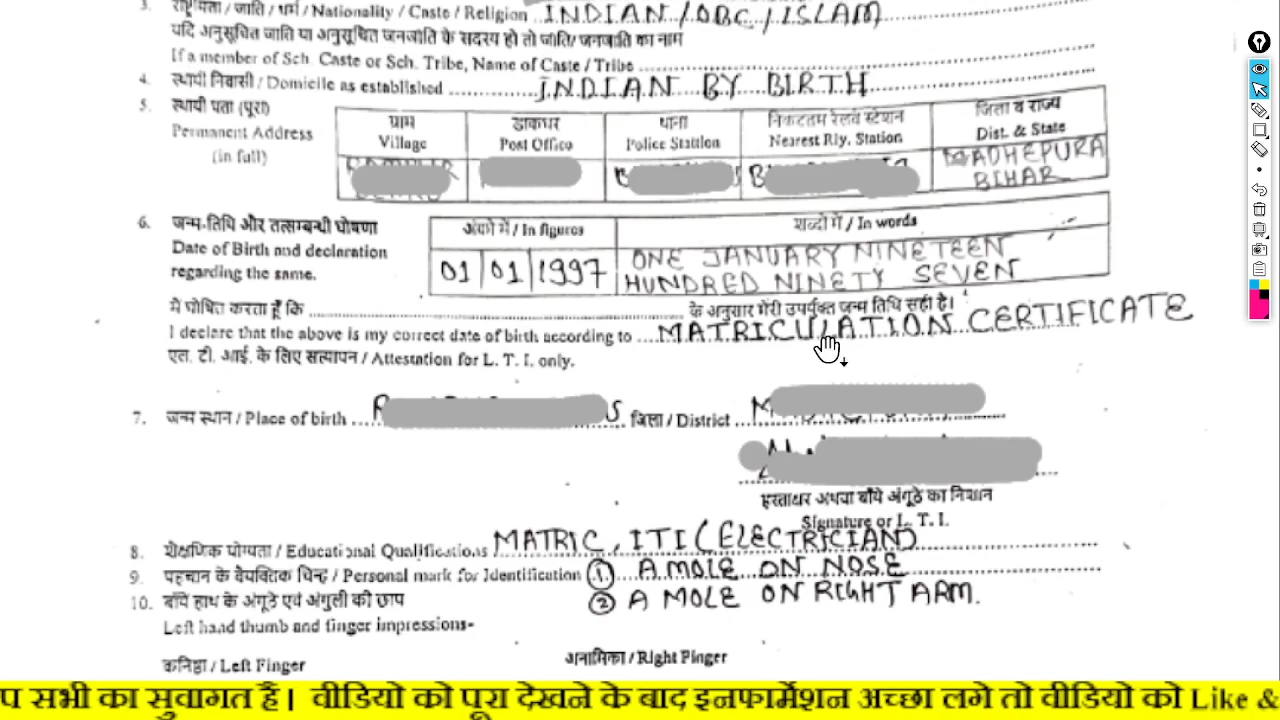 3. राष्ट्रीयता / जाति / धर्म / Nationality / Caste / Religion ..INDIAN / OBC / ISLAM
यदि अनुसूचित जाति या अनुसूचित जनजाति के सदस्य हो तो जाति/ जनजाति का नाम
If a member of Sch. Caste or Sch. Tribe, Name of Caste / Tribe
4. स्थायी निवासी / Domicile as established INDIAN BY BIRTH
5. स्थायी पता (पूरा)
Permanent Address
(in full)
ग्राम
Village
डाकघर
Post Office
थाना
Police Station
निकटतम रेलवे स्टेशन
Nearest Rly. Station
जिला व राज्य
Dist. & State
MADHEPURA
BIHAR
6. जन्म-तिथि और तत्सम्बन्धी घोषणा
Date of Birth and declaration
regarding the same.
अंको में / In figures
शब्दों में / In words
01 | 01 | 1997
ONE JANUARY NINETEEN
HUNDRED NINETY SEVEN
मै घोषित करता हूँ कि के अनुसार मेरी उपर्युक्त जन्म तिथि सही है।
I declare that the above is my correct date of birth according to MATRICULATION CERTIFICATE
एल. टी. आई. के लिए सत्यापन / Attestation for L. T. I. only.
7. जन्म स्थान / Place of birth जिला / District
हस्ताक्षर अथवा बाँये अंगूठे का निशान
Signature or L. T. I.
8. शैक्षणिक योग्यता / Educational Qualifications MATRIC, ITI (ELECTRICIAN)
9. पहचान के वैयक्तिक चिन्ह / Personal mark for Identification (1) A MOLE ON NOSE
(2) A MOLE ON RIGHT ARM.
10. बाँये हाथ के अंगूठे एवं अंगुली की छाप
Left hand thumb and finger impressions-
कनिष्ठा / Left Finger अनामिका / Right Finger
प सभी का सुवागत है। वीडियो को पूरा देखने के बाद इनफार्मेशन अच्छा लगे तो वीडियो को Like &